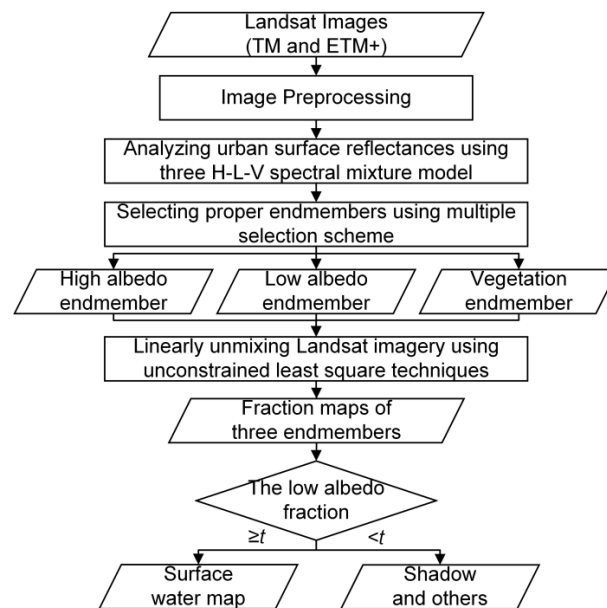 Landsat Images
(TM and ETM+)
Image Preprocessing
Analyzing urban surface reflectances using
three H-L-V spectral mixture model
Selecting proper endmembers using multiple
selection scheme
High albedo
endmember
Low albedo
endmember
Vegetation
endmember
Linearly unmixing Landsat imagery using
unconstrained least square techniques
Fraction maps of
three endmembers
The low albedo
fraction
≥t
<t
Surface
water map
Shadow
and others